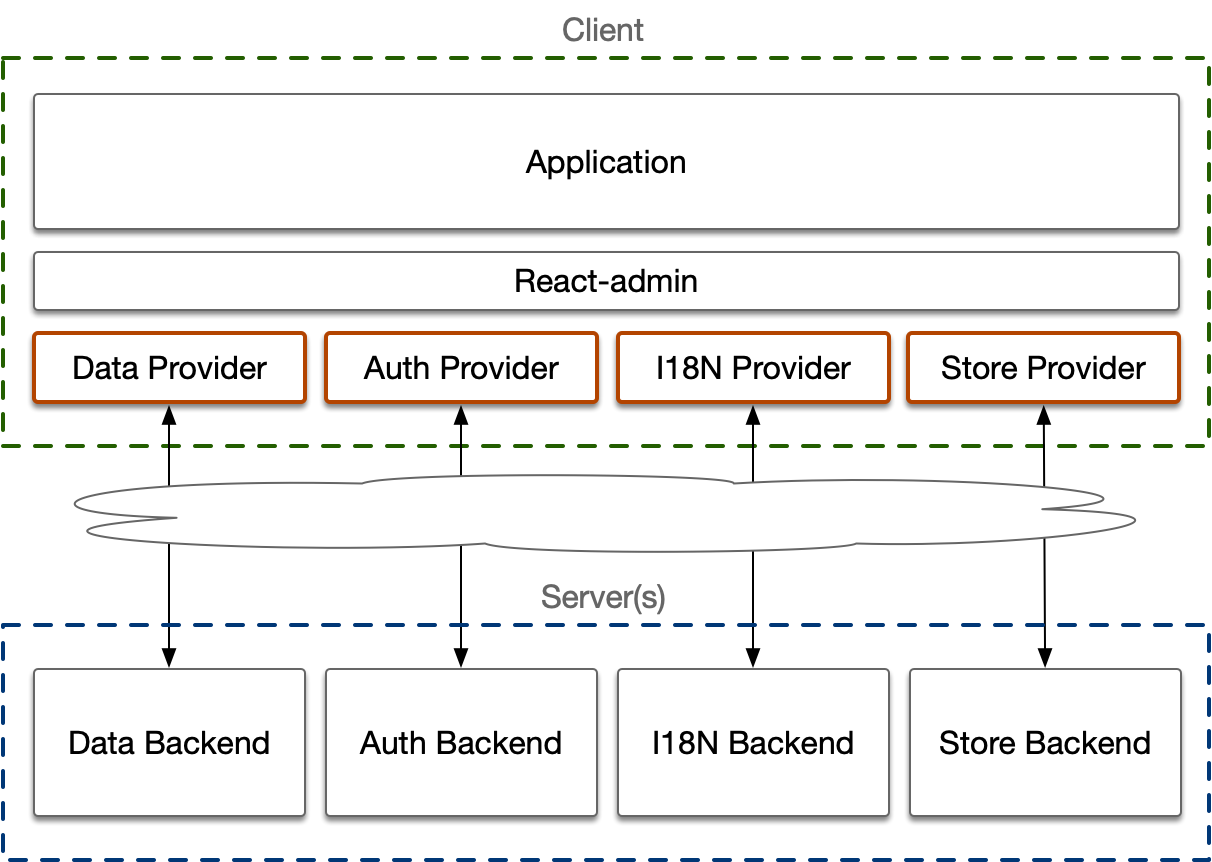 Client
Application
React-admin
Data Provider
Auth Provider
I18N Provider
Store Provider
Server(s)
Data Backend
Auth Backend
I18N Backend
Store Backend